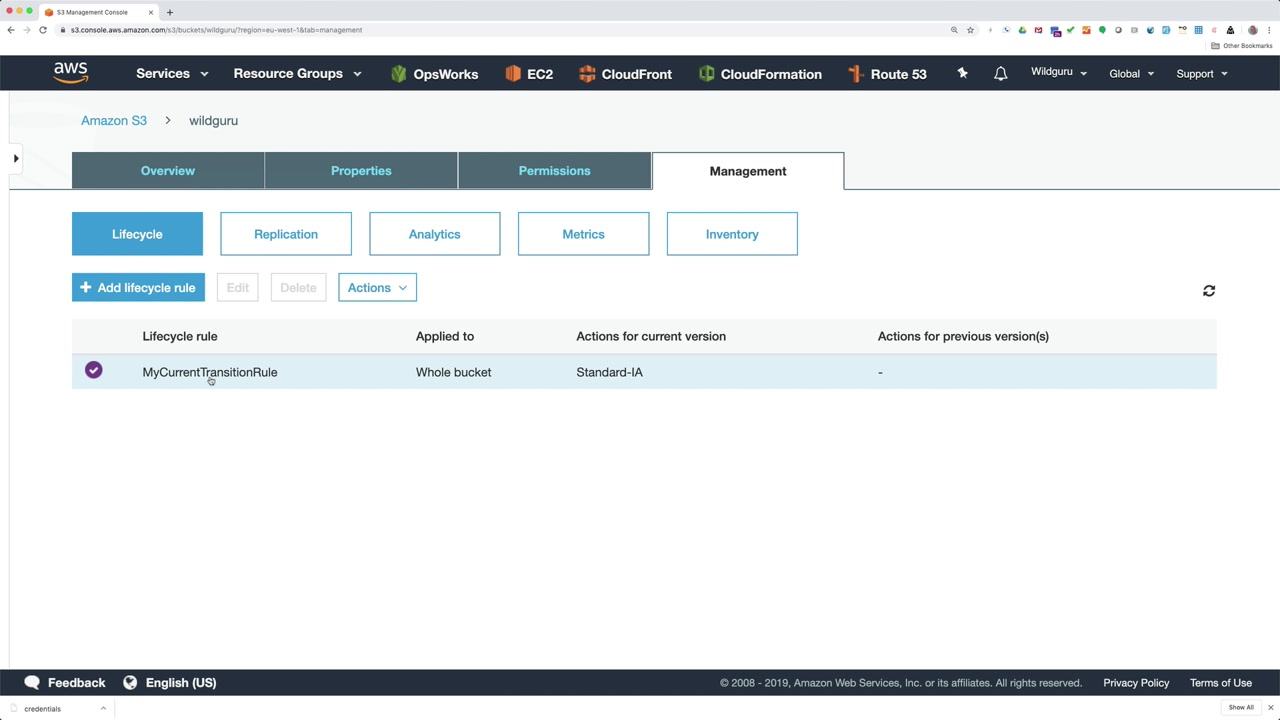 S3 Management Console
s3.console.aws.amazon.com/s3/buckets/wildguru/?region=eu-west-1&tab=management
Other Bookmarks
aws Services Resource Groups OpsWorks EC2 CloudFront CloudFormation Route 53 Wildguru Global Support
Amazon S3 > wildguru
Overview Properties Permissions Management
Lifecycle Replication Analytics Metrics Inventory
+ Add lifecycle rule Edit Delete Actions
Lifecycle rule Applied to Actions for current version Actions for previous version(s)
MyCurrentTransitionRule Whole bucket Standard-IA -
Feedback English (US) © 2008 - 2019, Amazon Web Services, Inc. or its affiliates. All rights reserved. Privacy Policy Terms of Use
credentials Show All